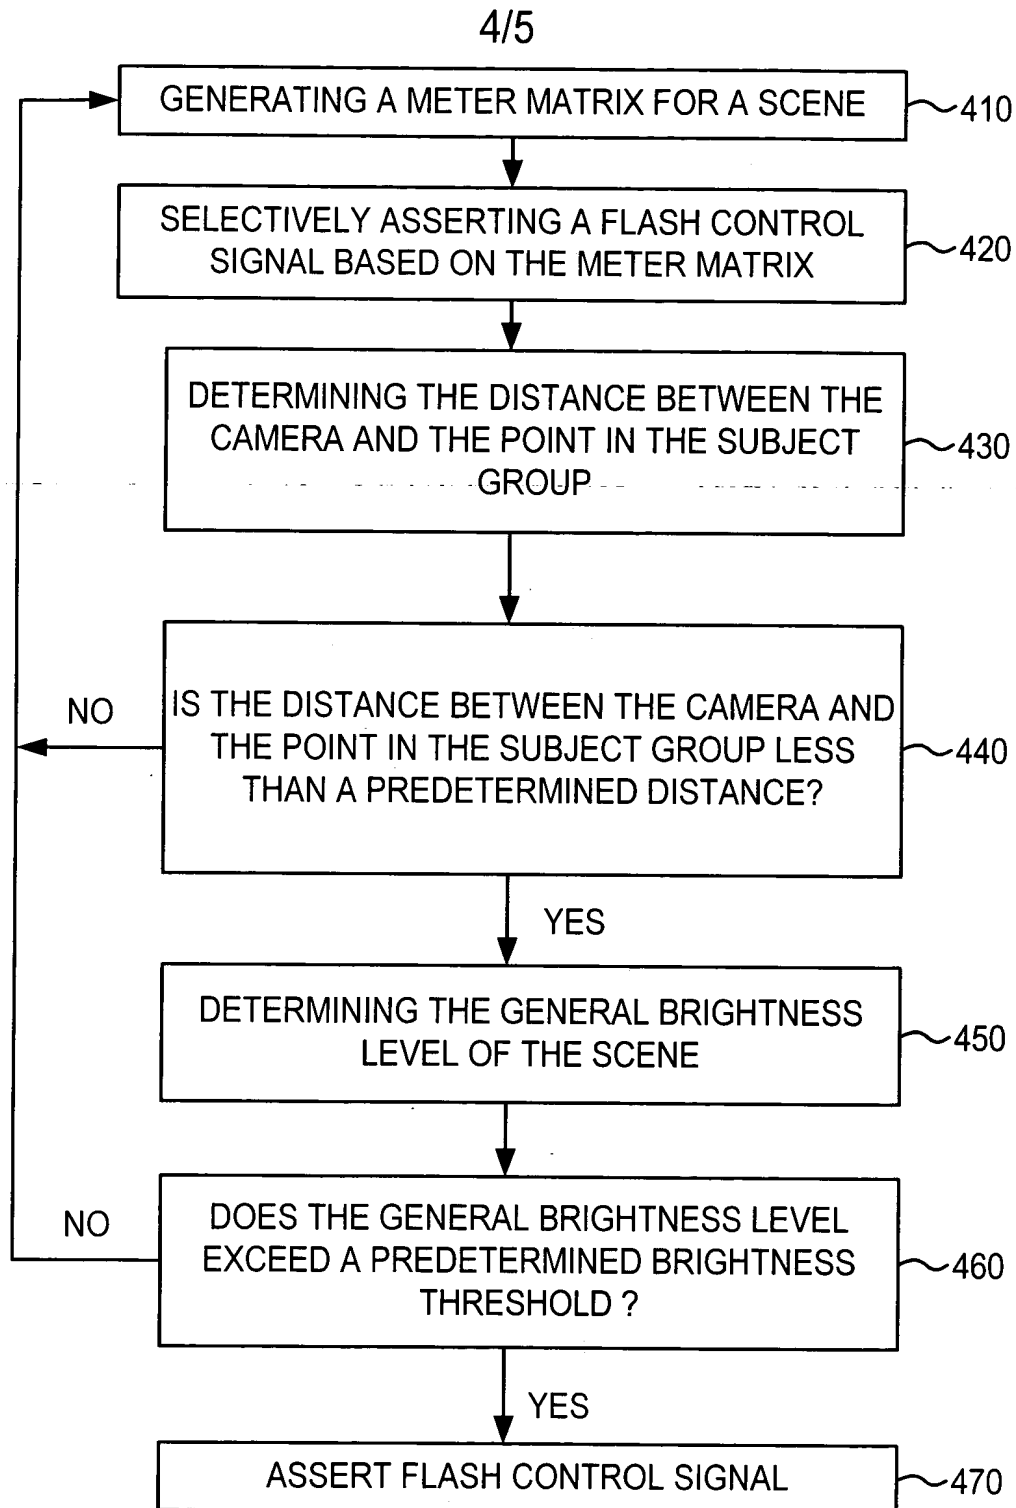 4/5
GENERATING A METER MATRIX FOR A SCENE
410
SELECTIVELY ASSERTING A FLASH CONTROL
SIGNAL BASED ON THE METER MATRIX
420
DETERMINING THE DISTANCE BETWEEN THE
CAMERA AND THE POINT IN THE SUBJECT
GROUP
430
IS THE DISTANCE BETWEEN THE CAMERA AND
THE POINT IN THE SUBJECT GROUP LESS
THAN A PREDETERMINED DISTANCE?
440
NO
YES
DETERMINING THE GENERAL BRIGHTNESS
LEVEL OF THE SCENE
450
DOES THE GENERAL BRIGHTNESS LEVEL
EXCEED A PREDETERMINED BRIGHTNESS
THRESHOLD ?
460
NO
YES
ASSERT FLASH CONTROL SIGNAL
470